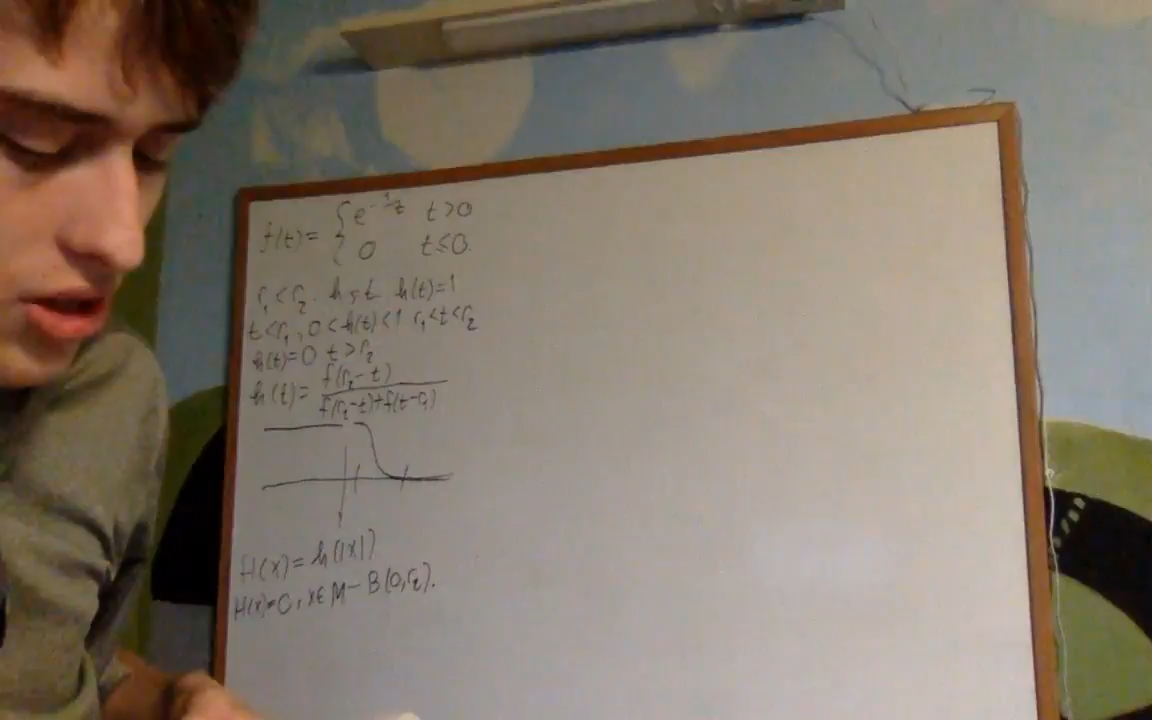 f(t) = { e^{-1/t} t>0
0 t≤0.
r₁ < r₂. h s.t. h(t)=1
t<r₁, 0<h(t)<1 r₁<t<r₂
h(t)=0 t>r₂
h(t) = f(r₂-t) / f(r₂-t)+f(t-r₁)
H(x) = h(|x|)
H(x)=0, x∈M-B(0,r₂).